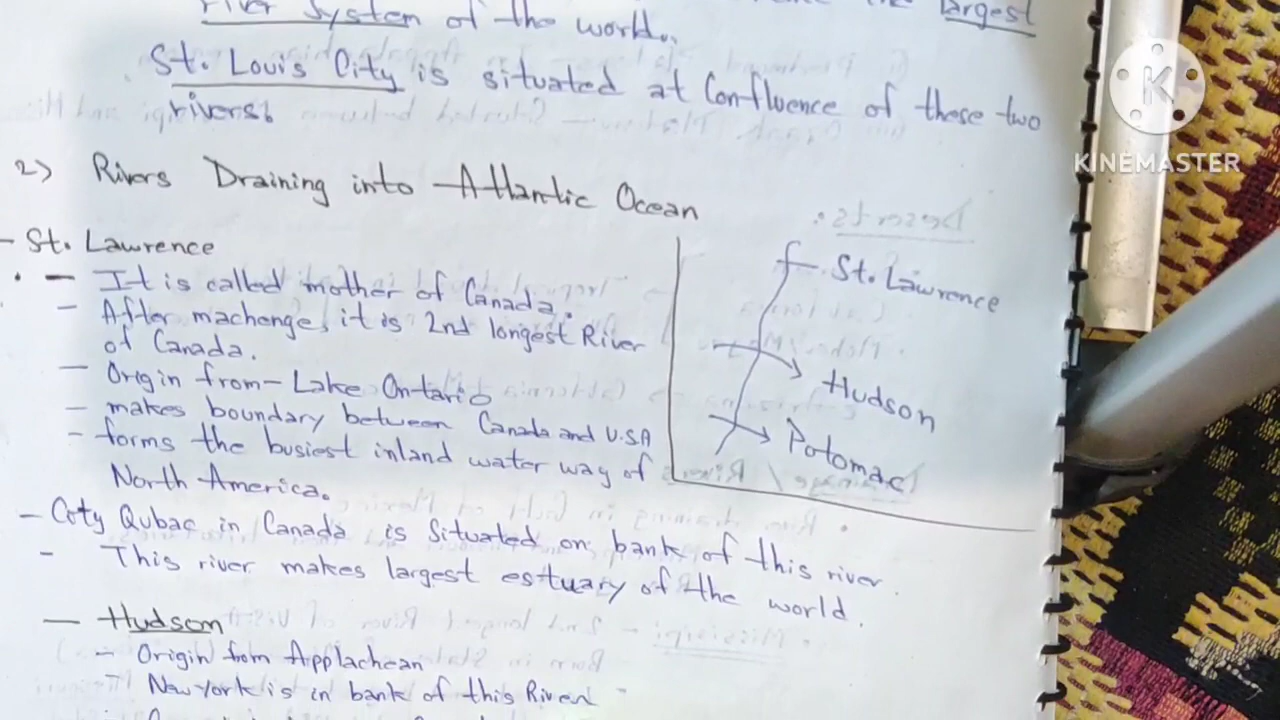 largest
river system of the world.
St. Louis City is situated at Confluence of these two
rivers.
2) Rivers Draining into Atlantic Ocean
- St. Lawrence
- It is called mother of Canada.
- After machenge, it is 2nd longest River
of Canada.
- Origin from - Lake Ontario
- makes boundary between Canada and U.S.A
- forms the busiest inland water way of
North America.
- City Qubac in Canada is situated on bank of this river
- This river makes largest estuary of the world.
- Hudson
- Origin from Applachean
- New York is in bank of this River
St. Lawrence
Hudson
Potomac
KINEMASTER